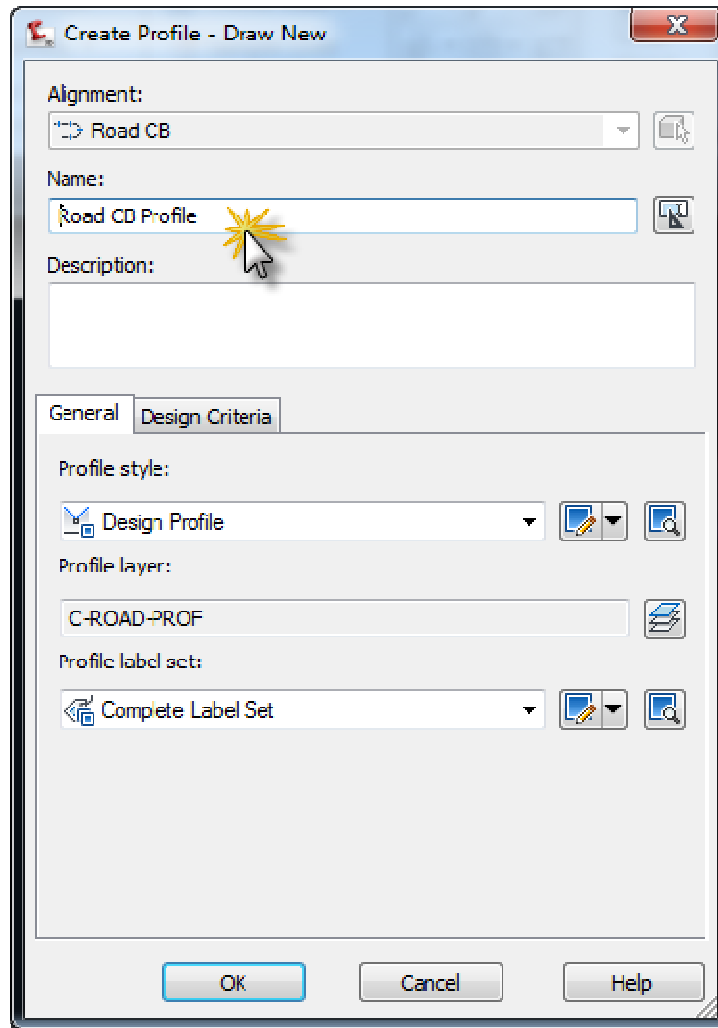 Create Profile - Draw New
Alignment:
Road CB
Name:
Road CD Profile
Description:
General Design Criteria
Profile style:
Design Profile
Profile layer:
C-ROAD-PROF
Profile label set:
Complete Label Set
OK Cancel Help